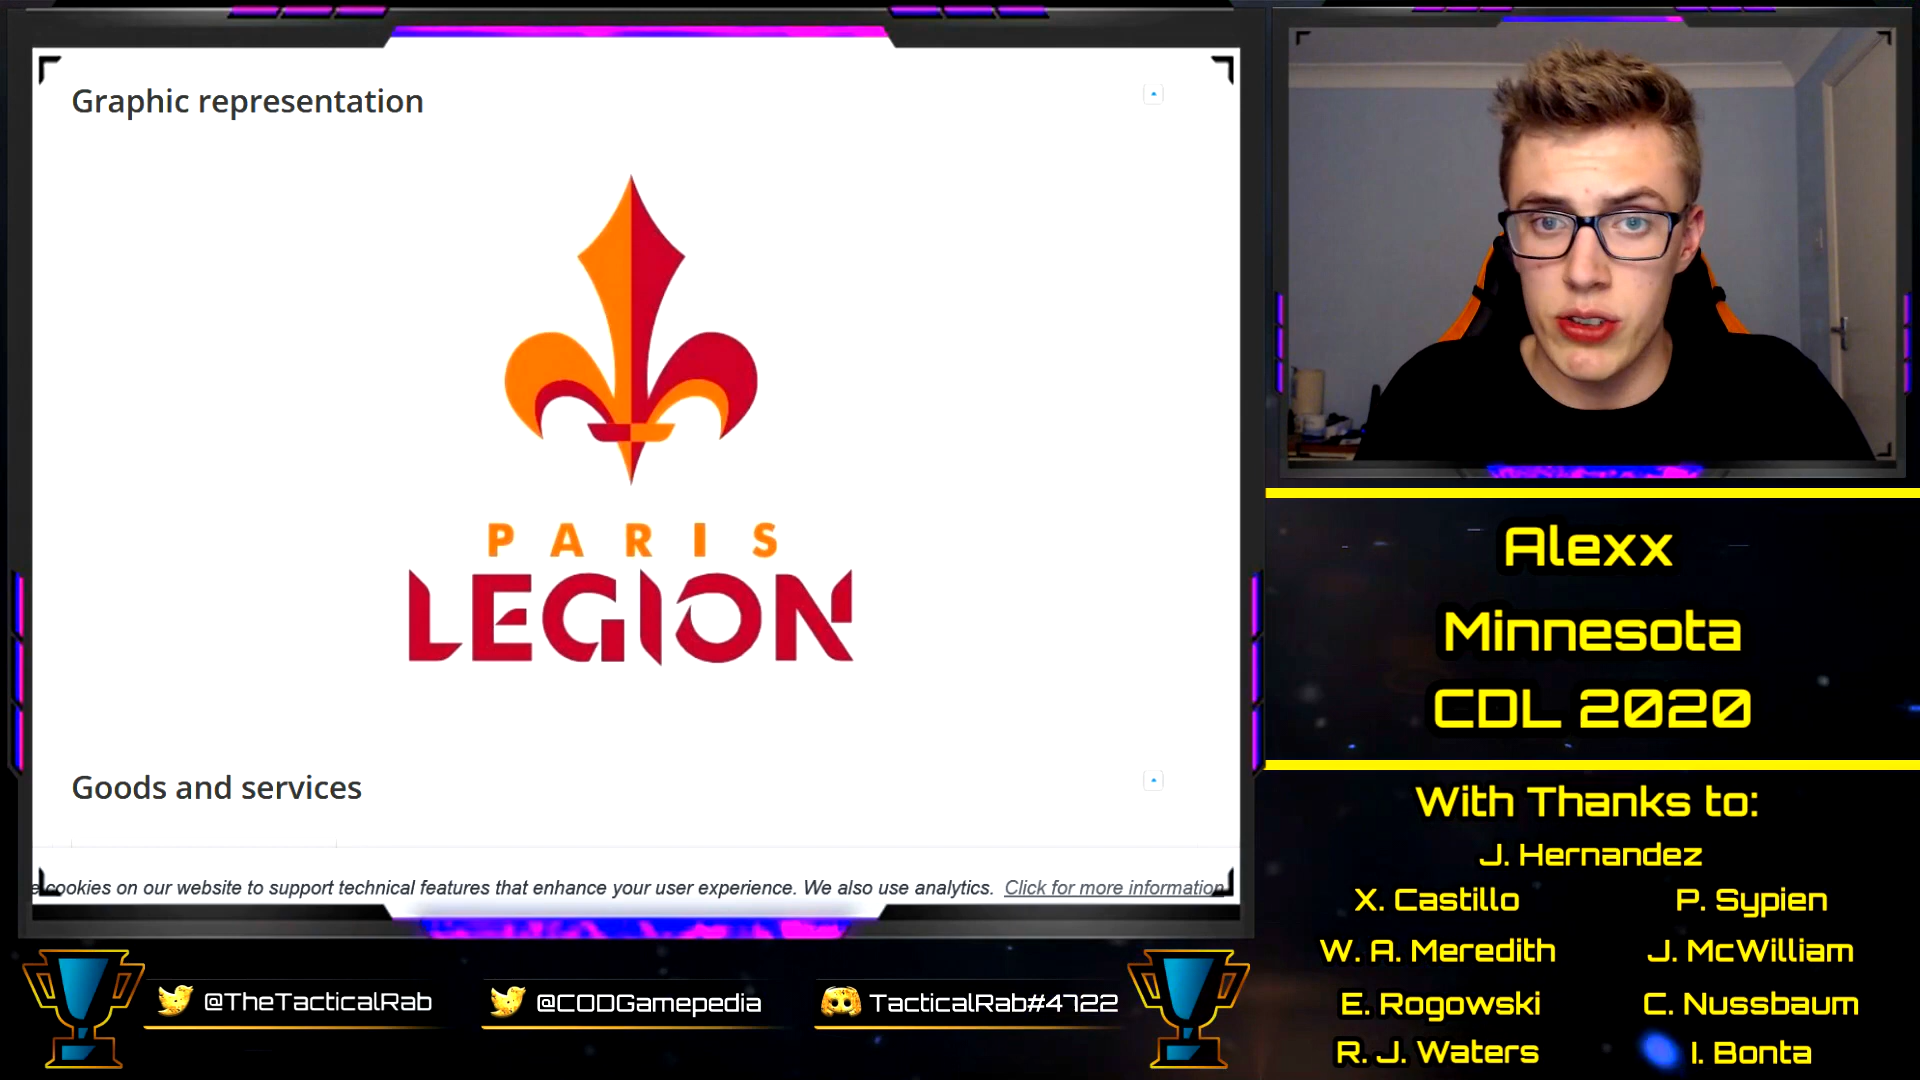 Graphic representation
PARIS
LEGION
Goods and services
cookies on our website to support technical features that enhance your user experience. We also use analytics. Click for more information
@TheTacticalRab
@CODGamepedia
TacticalRab#4722
Alexx
Minnesota
CDL 2020
With Thanks to:
J. Hernandez
X. Castillo
P. Sypien
W. A. Meredith
J. McWilliam
E. Rogowski
C. Nussbaum
R. J. Waters
I. Bonta